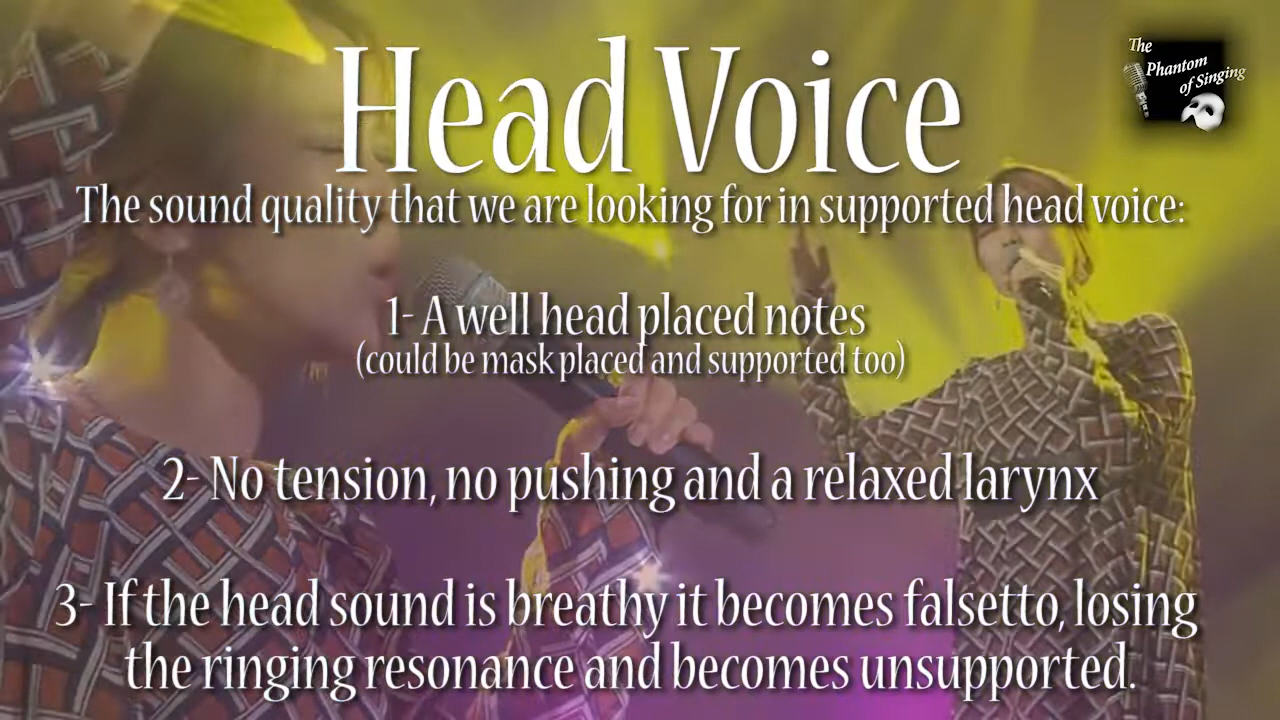 Head Voice
The
Phantom
of Singing
The sound quality that we are looking for in supported head voice:
1- A well head placed notes
(could be mask placed and supported too)
2- No tension, no pushing and a relaxed larynx
3- If the head sound is breathy it becomes falsetto, losing
the ringing resonance and becomes unsupported.